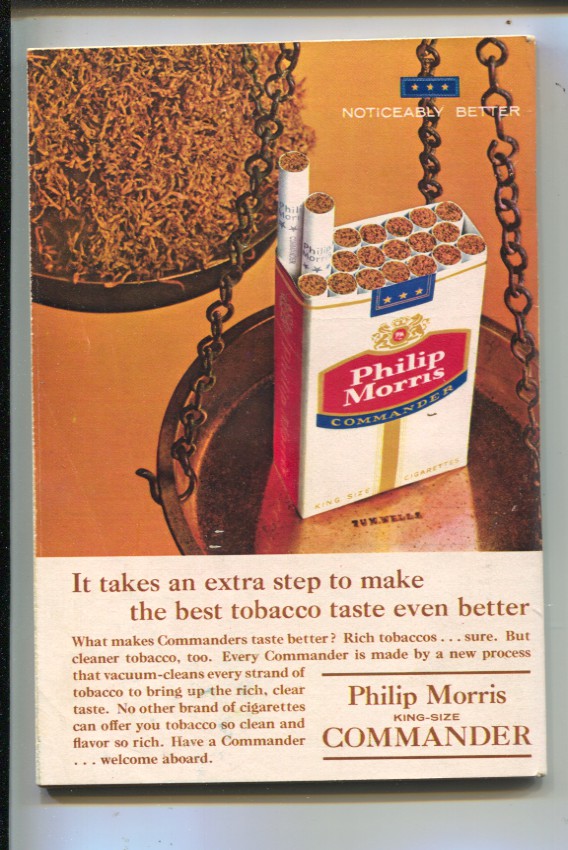 NOTICEABLY BETTER
Philip
Morris
COMMANDER
KING SIZE CIGARETTES
It takes an extra step to make
the best tobacco taste even better
What makes Commanders taste better? Rich tobaccos . . . sure. But
cleaner tobacco, too. Every Commander is made by a new process
that vacuum-cleans every strand of
tobacco to bring up the rich, clear
taste. No other brand of cigarettes
can offer you tobacco so clean and
flavor so rich. Have a Commander
. . . welcome aboard.
Philip Morris
KING-SIZE
COMMANDER